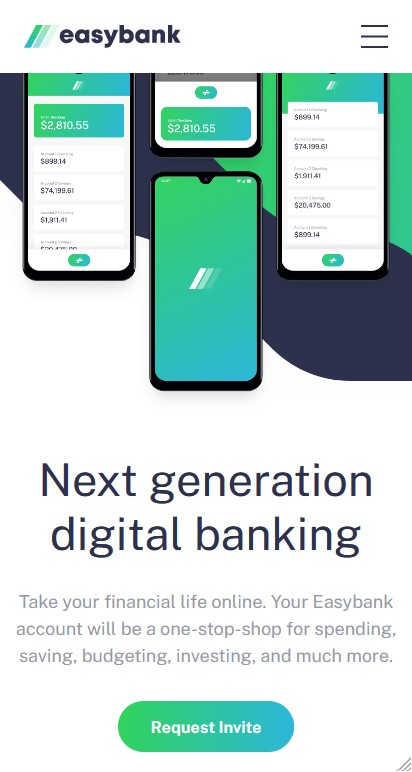 easybank
$2,810.55
$899.14
$74,199.61
$1,911.41
$2,810.55
$899.14
$74,199.61
$1,911.41
$20,475.00
$899.14
Next generation
digital banking
Take your financial life online. Your Easybank
account will be a one-stop-shop for spending,
saving, budgeting, investing, and much more.
Request Invite